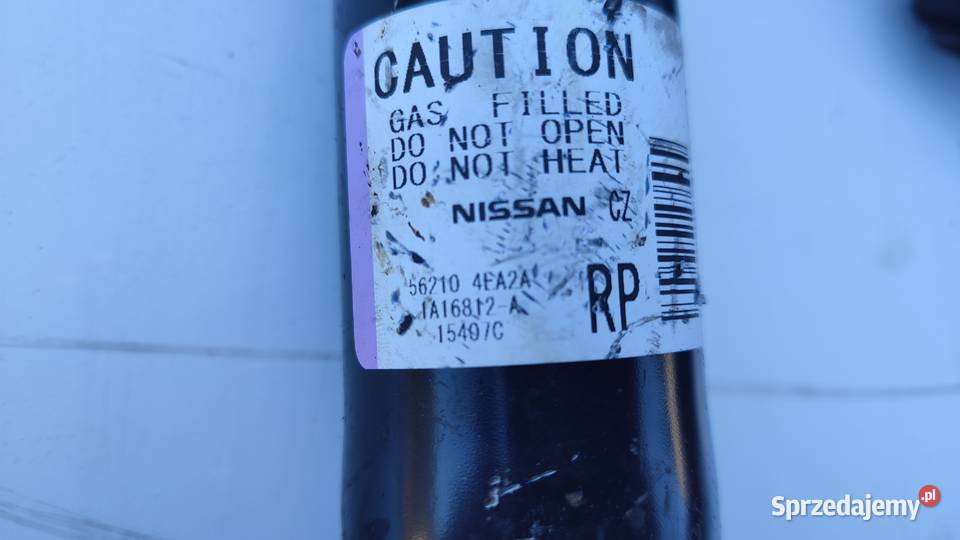 CAUTION
GAS FILLED
DO NOT OPEN
DO NOT HEAT
NISSAN CZ
56210 4EA2A
1A16812-A
15497C
RP
Sprzedajemy.pl